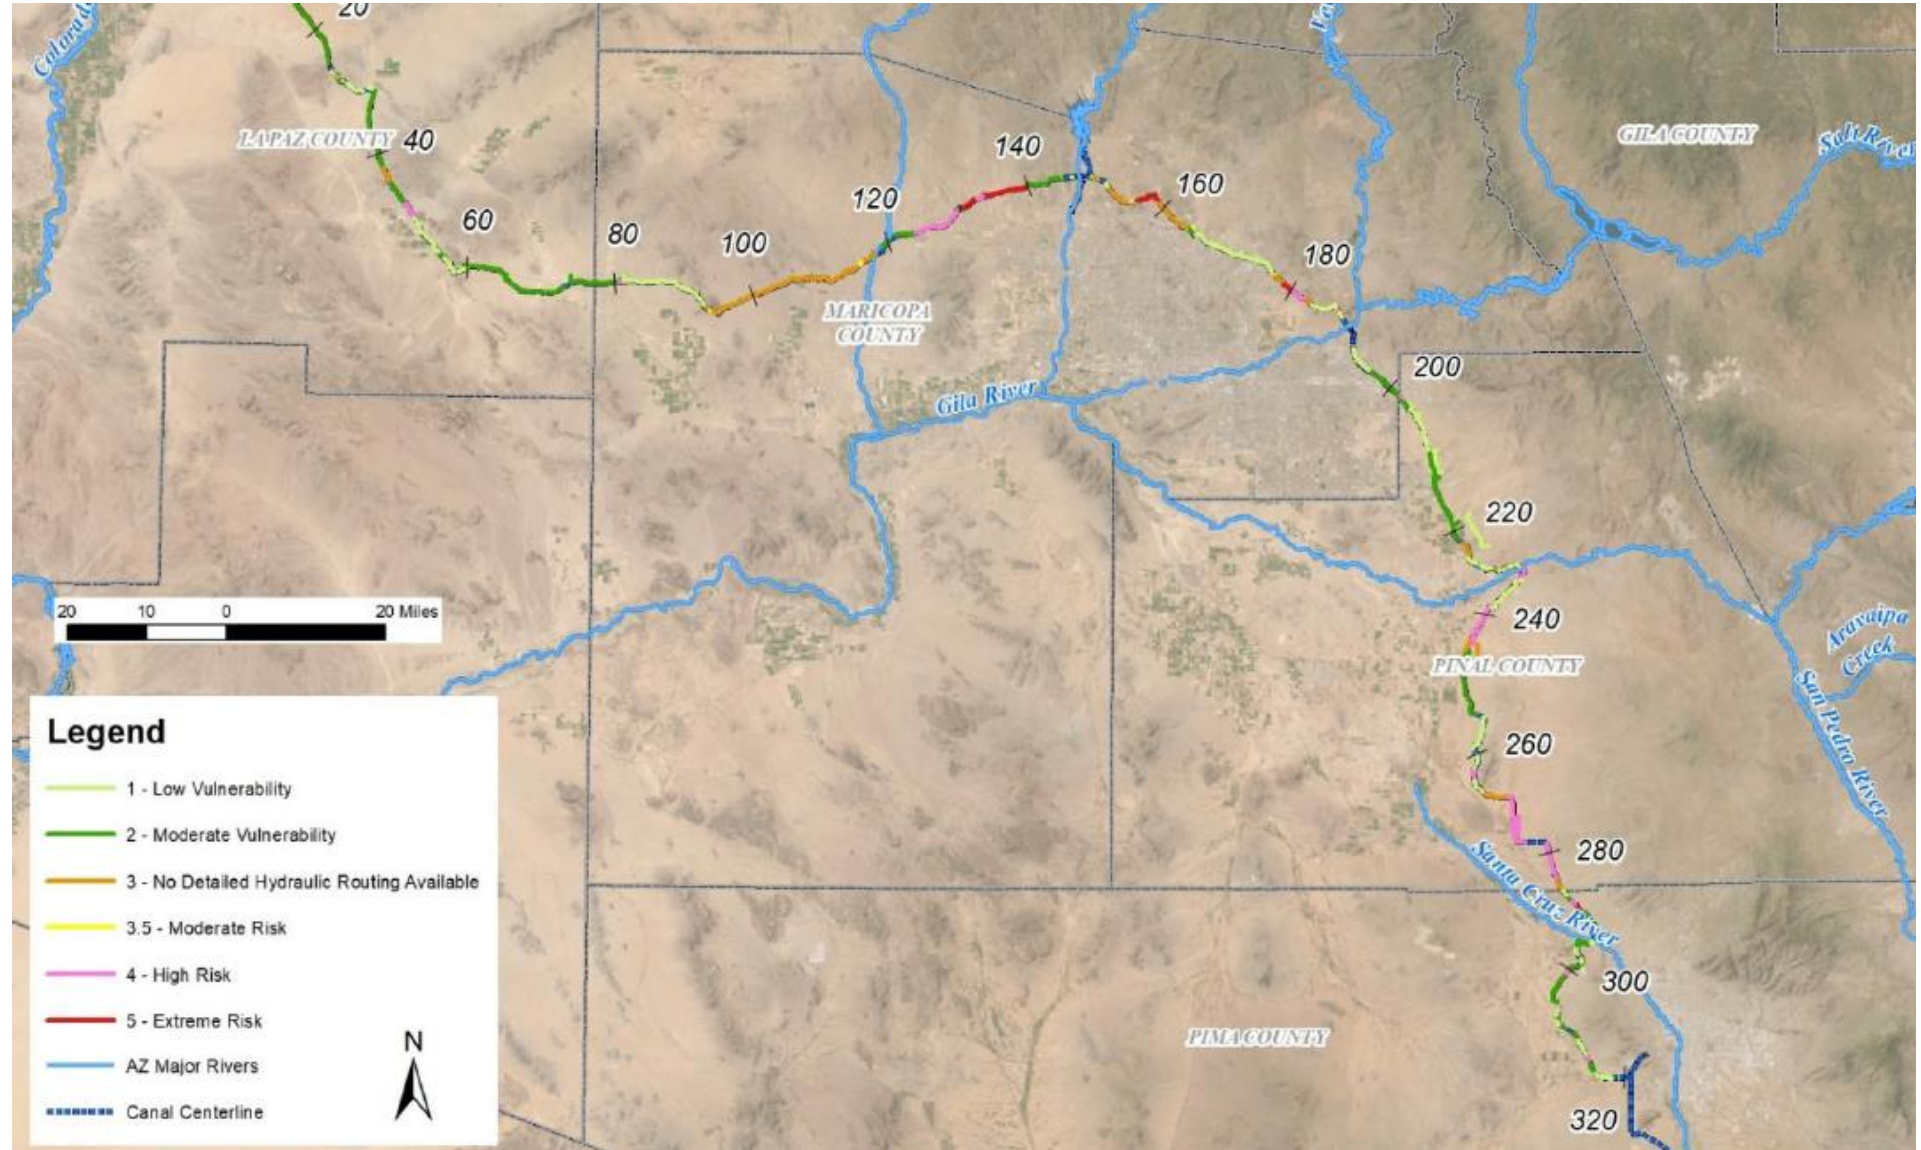 20
Colorado
LA PAZ COUNTY
40
60
80
100
120
140
160
180
GILA COUNTY
Salt River
MARICOPA
COUNTY
Gila River
200
220
240
PINAL COUNTY
Aravaipa
Creek
San Pedro River
260
280
Santa Cruz River
300
PIMA COUNTY
320
20 10 0 20 Miles
Legend
1 - Low Vulnerability
2 - Moderate Vulnerability
3 - No Detailed Hydraulic Routing Available
3.5 - Moderate Risk
4 - High Risk
5 - Extreme Risk
AZ Major Rivers
Canal Centerline
N